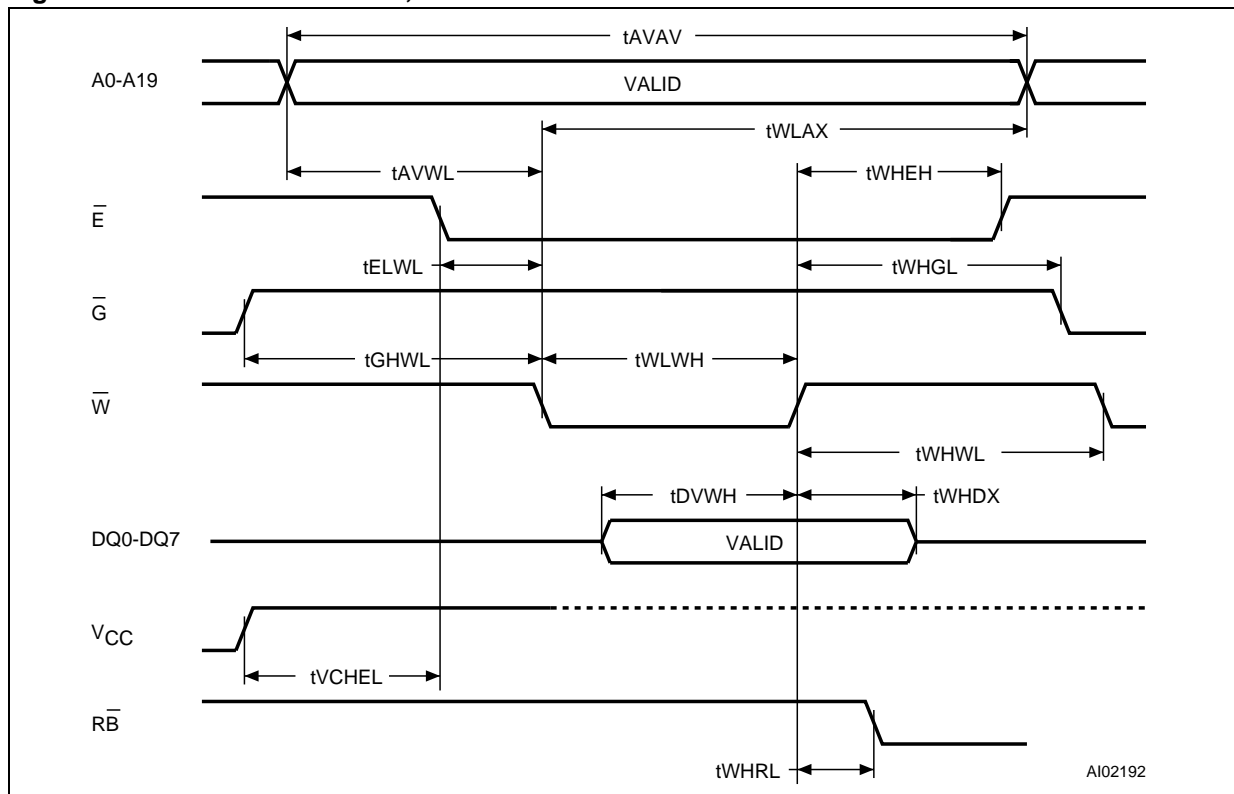 tAVAV
A0-A19
VALID
tWLAX
tAVWL
tWHEH
E̅
tELWL
tWHGL
G̅
tGHWL
tWLWH
W̅
tWHWL
tDVWH
tWHDX
DQ0-DQ7
VALID
VCC
tVCHEL
RB̅
tWHRL
AI02192